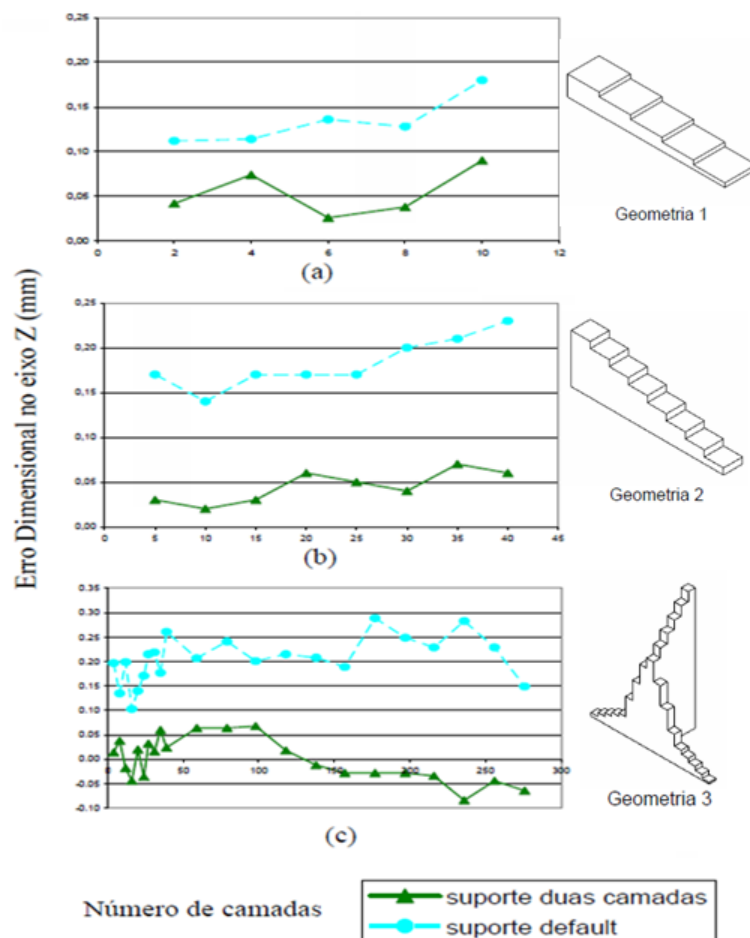 Erro Dimensional no eixo Z (mm)
0,25
0,20
0,15
0,10
0,05
0,00
0 2 4 6 8 10 12
(a)
Geometria 1
0,25
0,20
0,15
0,10
0,05
0,00
0 5 10 15 20 25 30 35 40 45
(b)
Geometria 2
0.35
0.30
0.25
0.20
0.15
0.10
0.05
0.00
-0.05
-0.10
0 50 100 150 200 250 300
(c)
Geometria 3
Número de camadas
suporte duas camadas
suporte default